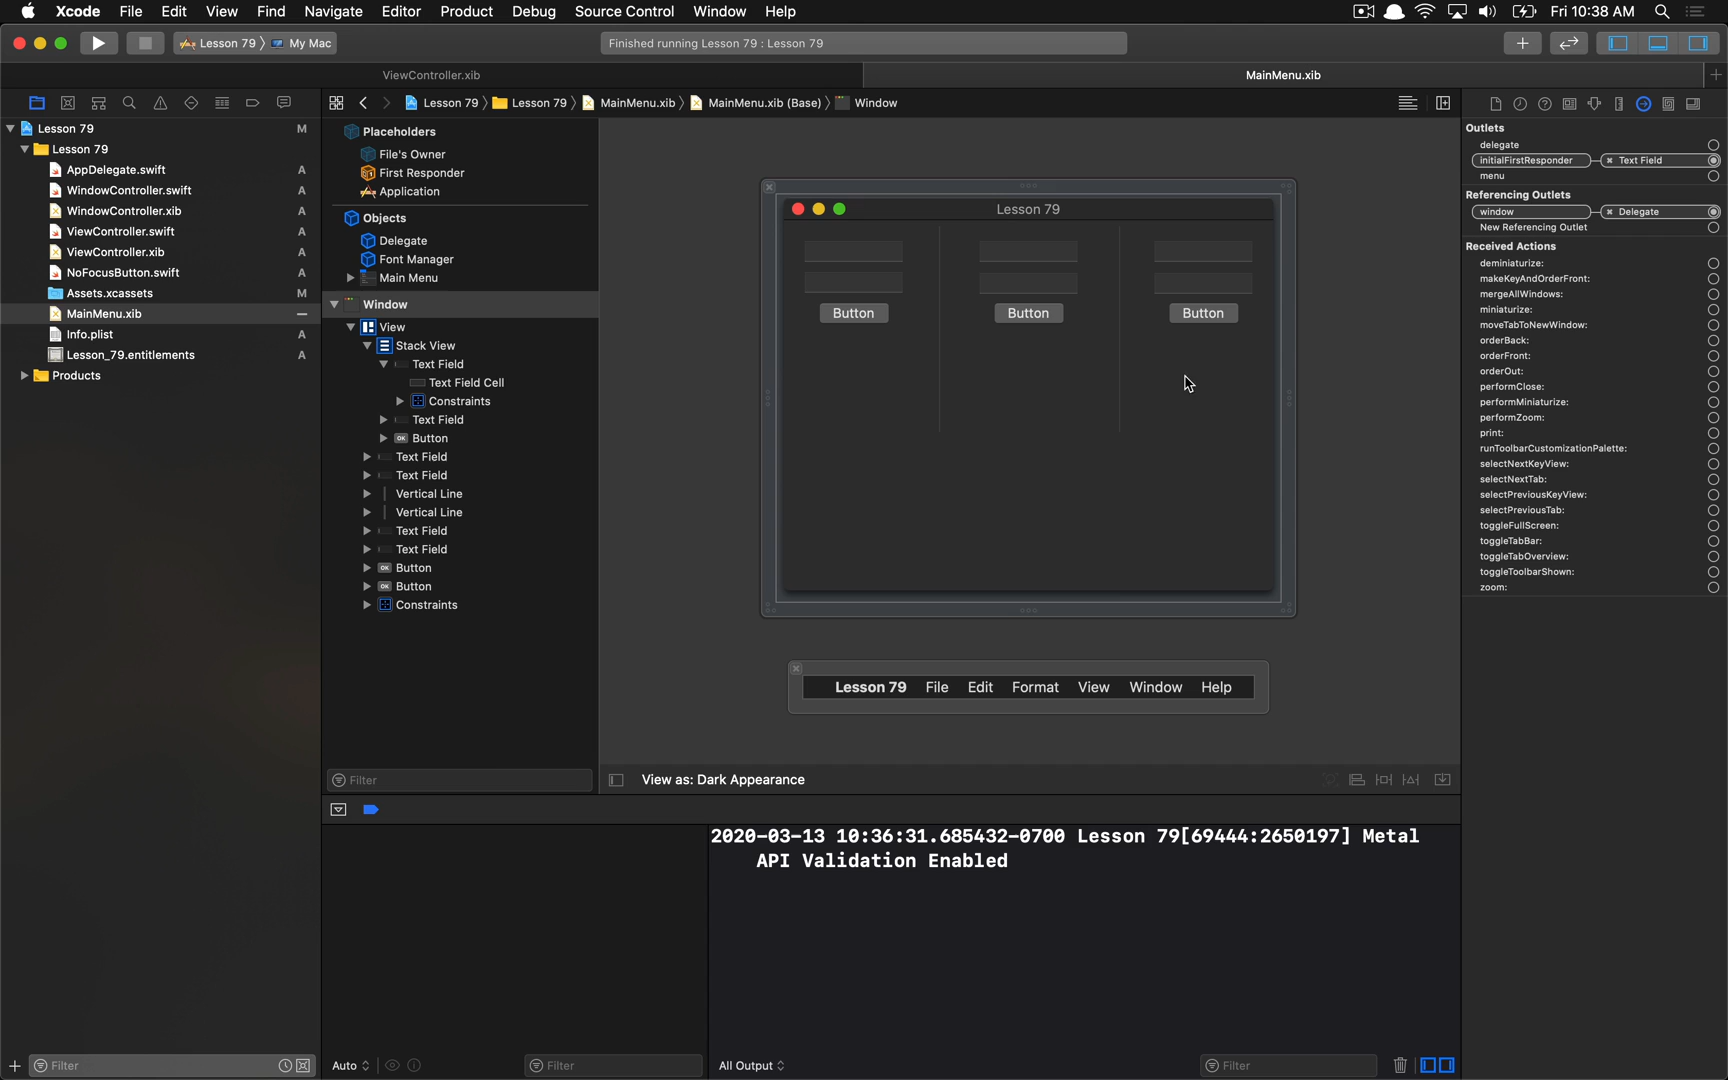 Xcode File Edit View Find Navigate Editor Product Debug Source Control Window Help
Fri 10:38 AM
Lesson 79 〉 My Mac
Finished running Lesson 79 : Lesson 79
ViewController.xib
MainMenu.xib
Lesson 79 〉 Lesson 79 〉 MainMenu.xib 〉 MainMenu.xib (Base) 〉 Window
Lesson 79 M
Lesson 79
AppDelegate.swift A
WindowController.swift A
WindowController.xib A
ViewController.swift A
ViewController.xib A
NoFocusButton.swift A
Assets.xcassets M
MainMenu.xib
Info.plist A
Lesson_79.entitlements A
Products
Placeholders
File's Owner
First Responder
Application
Objects
Delegate
Font Manager
Main Menu
Window
View
Stack View
Text Field
Text Field Cell
Constraints
Text Field
OK Button
Text Field
Text Field
Vertical Line
Vertical Line
Text Field
Text Field
OK Button
OK Button
Constraints
Filter
Lesson 79
Button Button Button
Lesson 79 File Edit Format View Window Help
View as: Dark Appearance
Outlets
delegate
initialFirstResponder Text Field
menu
Referencing Outlets
window Delegate
New Referencing Outlet
Received Actions
deminiaturize:
makeKeyAndOrderFront:
mergeAllWindows:
miniaturize:
moveTabToNewWindow:
orderBack:
orderFront:
orderOut:
performClose:
performMiniaturize:
performZoom:
print:
runToolbarCustomizationPalette:
selectNextKeyView:
selectNextTab:
selectPreviousKeyView:
selectPreviousTab:
toggleFullScreen:
toggleTabBar:
toggleTabOverview:
toggleToolbarShown:
zoom:
2020-03-13 10:36:31.685432-0700 Lesson 79[69444:2650197] Metal
API Validation Enabled
Filter
Auto
Filter
All Output
Filter